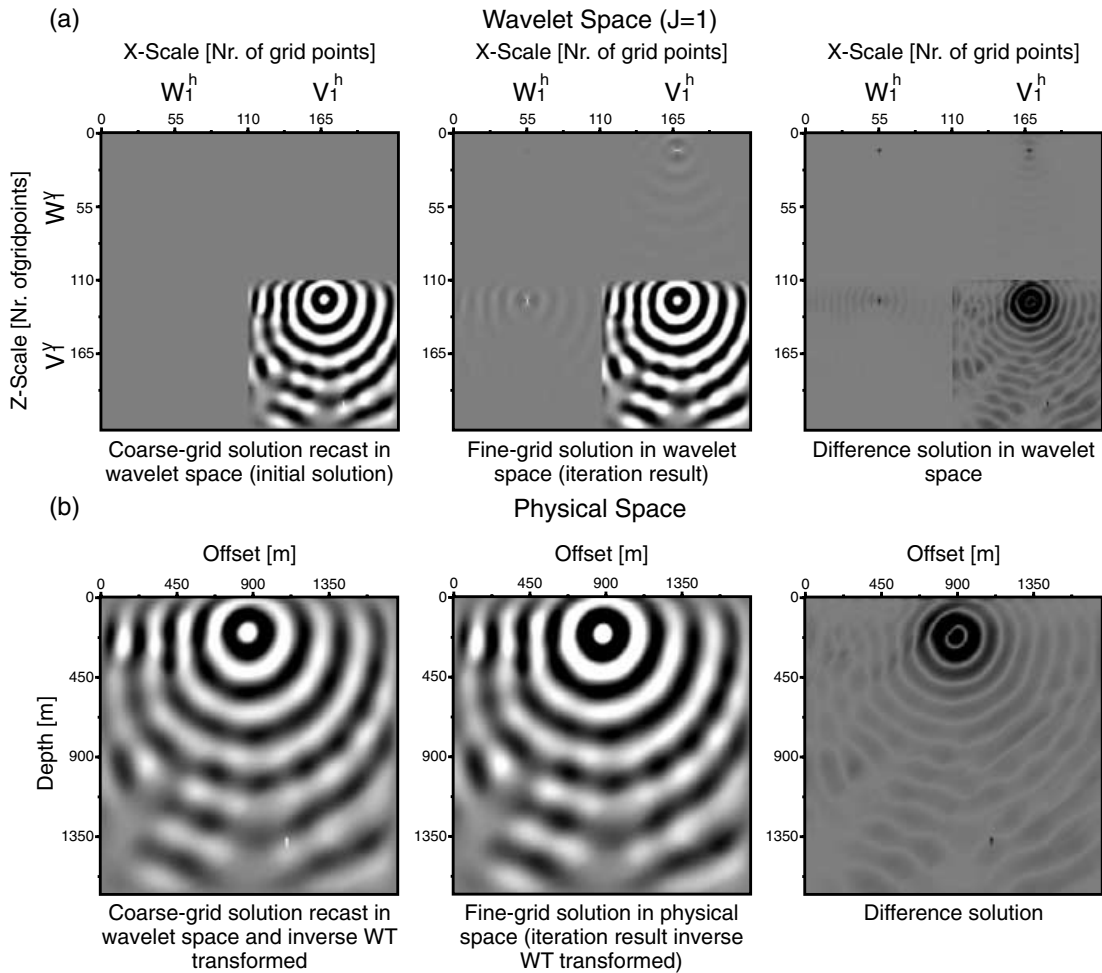 (a)
Wavelet Space (J=1)
X-Scale [Nr. of grid points]
X-Scale [Nr. of grid points]
X-Scale [Nr. of grid points]
W₁ʰ V₁ʰ
W₁ʰ V₁ʰ
W₁ʰ V₁ʰ
0 55 110 165
0 55 110 165
0 55 110 165
Z-Scale [Nr. ofgridpoints]
W₁ᵞ
V₁ᵞ
0
55
110
165
0
55
110
165
0
55
110
165
Coarse-grid solution recast in
wavelet space (initial solution)
Fine-grid solution in wavelet
space (iteration result)
Difference solution in wavelet
space
(b)
Physical Space
Offset [m]
Offset [m]
Offset [m]
0 450 900 1350
0 450 900 1350
0 450 900 1350
Depth [m]
0
450
900
1350
0
450
900
1350
0
450
900
1350
Coarse-grid solution recast in
wavelet space and inverse WT
transformed
Fine-grid solution in physical
space (iteration result inverse
WT transformed)
Difference solution